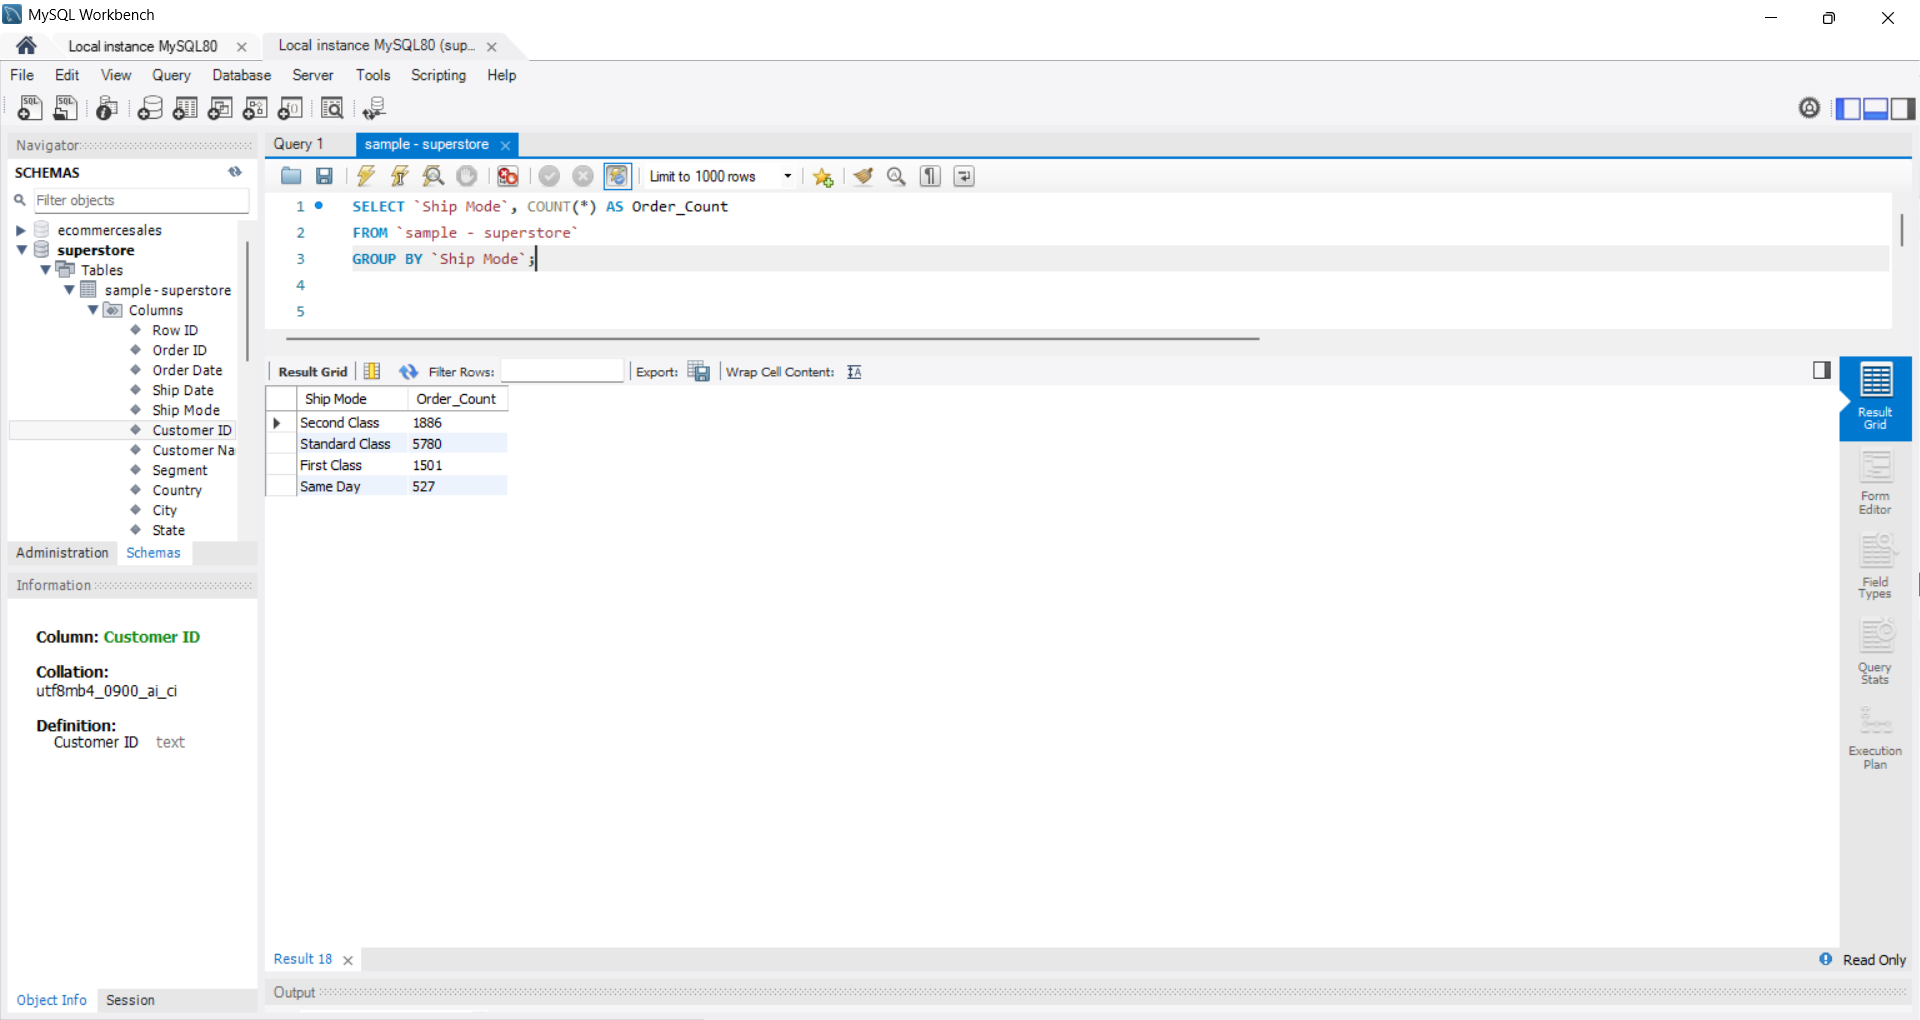 MySQL Workbench
Local instance MySQL80
Local instance MySQL80 (sup...
File Edit View Query Database Server Tools Scripting Help
Navigator
SCHEMAS
Filter objects
ecommercesales
superstore
Tables
sample - superstore
Columns
Row ID
Order ID
Order Date
Ship Date
Ship Mode
Customer ID
Customer Na
Segment
Country
City
State
Administration Schemas
Information
Column: Customer ID
Collation:
utf8mb4_0900_ai_ci
Definition:
Customer ID text
Object Info Session
Query 1
sample - superstore
Limit to 1000 rows
1 SELECT `Ship Mode`, COUNT(*) AS Order_Count
2 FROM `sample - superstore`
3 GROUP BY `Ship Mode`;
4
5
Result Grid Filter Rows: Export: Wrap Cell Content:
Ship Mode Order_Count
Second Class 1886
Standard Class 5780
First Class 1501
Same Day 527
Result
Grid
Form
Editor
Field
Types
Query
Stats
Execution
Plan
Result 18
Read Only
Output